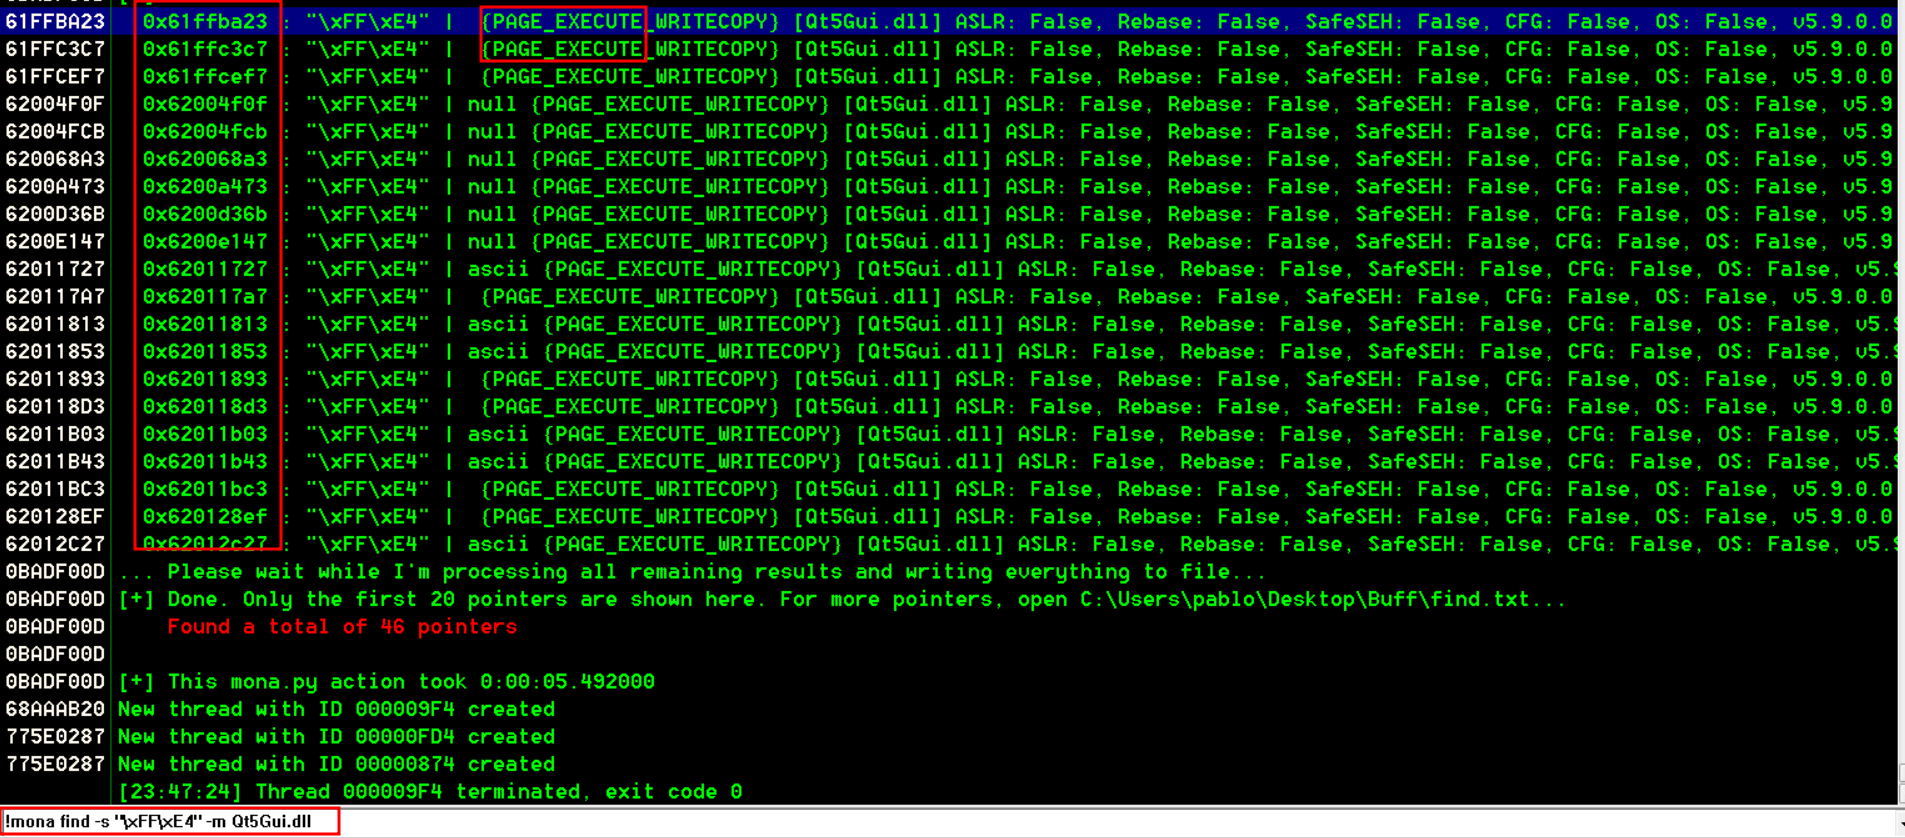 61FFBA23 0x61ffba23 : "\xFF\xE4" | {PAGE_EXECUTE_WRITECOPY} [Qt5Gui.dll] ASLR: False, Rebase: False, SafeSEH: False, CFG: False, OS: False, v5.9.0.0
61FFC3C7 0x61ffc3c7 : "\xFF\xE4" | {PAGE_EXECUTE_WRITECOPY} [Qt5Gui.dll] ASLR: False, Rebase: False, SafeSEH: False, CFG: False, OS: False, v5.9.0.0
61FFCEF7 0x61ffcef7 : "\xFF\xE4" | {PAGE_EXECUTE_WRITECOPY} [Qt5Gui.dll] ASLR: False, Rebase: False, SafeSEH: False, CFG: False, OS: False, v5.9.0.0
62004F0F 0x62004f0f : "\xFF\xE4" | null {PAGE_EXECUTE_WRITECOPY} [Qt5Gui.dll] ASLR: False, Rebase: False, SafeSEH: False, CFG: False, OS: False, v5.9
62004FCB 0x62004fcb : "\xFF\xE4" | null {PAGE_EXECUTE_WRITECOPY} [Qt5Gui.dll] ASLR: False, Rebase: False, SafeSEH: False, CFG: False, OS: False, v5.9
620068A3 0x620068a3 : "\xFF\xE4" | null {PAGE_EXECUTE_WRITECOPY} [Qt5Gui.dll] ASLR: False, Rebase: False, SafeSEH: False, CFG: False, OS: False, v5.9
6200A473 0x6200a473 : "\xFF\xE4" | null {PAGE_EXECUTE_WRITECOPY} [Qt5Gui.dll] ASLR: False, Rebase: False, SafeSEH: False, CFG: False, OS: False, v5.9
6200D36B 0x6200d36b : "\xFF\xE4" | null {PAGE_EXECUTE_WRITECOPY} [Qt5Gui.dll] ASLR: False, Rebase: False, SafeSEH: False, CFG: False, OS: False, v5.9
6200E147 0x6200e147 : "\xFF\xE4" | null {PAGE_EXECUTE_WRITECOPY} [Qt5Gui.dll] ASLR: False, Rebase: False, SafeSEH: False, CFG: False, OS: False, v5.9
62011727 0x62011727 : "\xFF\xE4" | ascii {PAGE_EXECUTE_WRITECOPY} [Qt5Gui.dll] ASLR: False, Rebase: False, SafeSEH: False, CFG: False, OS: False, v5.9
620117A7 0x620117a7 : "\xFF\xE4" | {PAGE_EXECUTE_WRITECOPY} [Qt5Gui.dll] ASLR: False, Rebase: False, SafeSEH: False, CFG: False, OS: False, v5.9.0.0
62011813 0x62011813 : "\xFF\xE4" | ascii {PAGE_EXECUTE_WRITECOPY} [Qt5Gui.dll] ASLR: False, Rebase: False, SafeSEH: False, CFG: False, OS: False, v5.9
62011853 0x62011853 : "\xFF\xE4" | ascii {PAGE_EXECUTE_WRITECOPY} [Qt5Gui.dll] ASLR: False, Rebase: False, SafeSEH: False, CFG: False, OS: False, v5.9
62011893 0x62011893 : "\xFF\xE4" | {PAGE_EXECUTE_WRITECOPY} [Qt5Gui.dll] ASLR: False, Rebase: False, SafeSEH: False, CFG: False, OS: False, v5.9.0.0
620118D3 0x620118d3 : "\xFF\xE4" | {PAGE_EXECUTE_WRITECOPY} [Qt5Gui.dll] ASLR: False, Rebase: False, SafeSEH: False, CFG: False, OS: False, v5.9.0.0
62011B03 0x62011b03 : "\xFF\xE4" | ascii {PAGE_EXECUTE_WRITECOPY} [Qt5Gui.dll] ASLR: False, Rebase: False, SafeSEH: False, CFG: False, OS: False, v5.9
62011B43 0x62011b43 : "\xFF\xE4" | ascii {PAGE_EXECUTE_WRITECOPY} [Qt5Gui.dll] ASLR: False, Rebase: False, SafeSEH: False, CFG: False, OS: False, v5.9
62011BC3 0x62011bc3 : "\xFF\xE4" | {PAGE_EXECUTE_WRITECOPY} [Qt5Gui.dll] ASLR: False, Rebase: False, SafeSEH: False, CFG: False, OS: False, v5.9.0.0
620128EF 0x620128ef : "\xFF\xE4" | {PAGE_EXECUTE_WRITECOPY} [Qt5Gui.dll] ASLR: False, Rebase: False, SafeSEH: False, CFG: False, OS: False, v5.9.0.0
62012C27 0x62012c27 : "\xFF\xE4" | ascii {PAGE_EXECUTE_WRITECOPY} [Qt5Gui.dll] ASLR: False, Rebase: False, SafeSEH: False, CFG: False, OS: False, v5.9
0BADF00D ... Please wait while I'm processing all remaining results and writing everything to file...
0BADF00D [+] Done. Only the first 20 pointers are shown here. For more pointers, open C:\Users\pablo\Desktop\Buff\find.txt...
0BADF00D Found a total of 46 pointers
0BADF00D
0BADF00D [+] This mona.py action took 0:00:05.492000
68AAAB20 New thread with ID 000009F4 created
775E0287 New thread with ID 00000FD4 created
775E0287 New thread with ID 00000874 created
[23:47:24] Thread 000009F4 terminated, exit code 0
!mona find -s "\xFF\xE4" -m Qt5Gui.dll